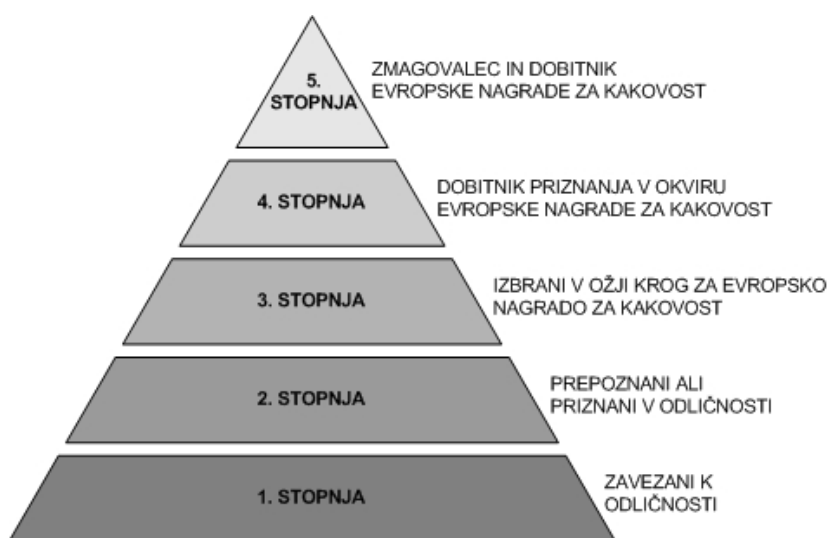 5.
STOPNJA
ZMAGOVALEC IN DOBITNIK
EVROPSKE NAGRADE ZA KAKOVOST
4. STOPNJA
DOBITNIK PRIZNANJA V OKVIRU
EVROPSKE NAGRADE ZA KAKOVOST
3. STOPNJA
IZBRANI V OŽJI KROG ZA EVROPSKO
NAGRADO ZA KAKOVOST
2. STOPNJA
PREPOZNANI ALI
PRIZNANI V ODLIČNOSTI
1. STOPNJA
ZAVEZANI K
ODLIČNOSTI